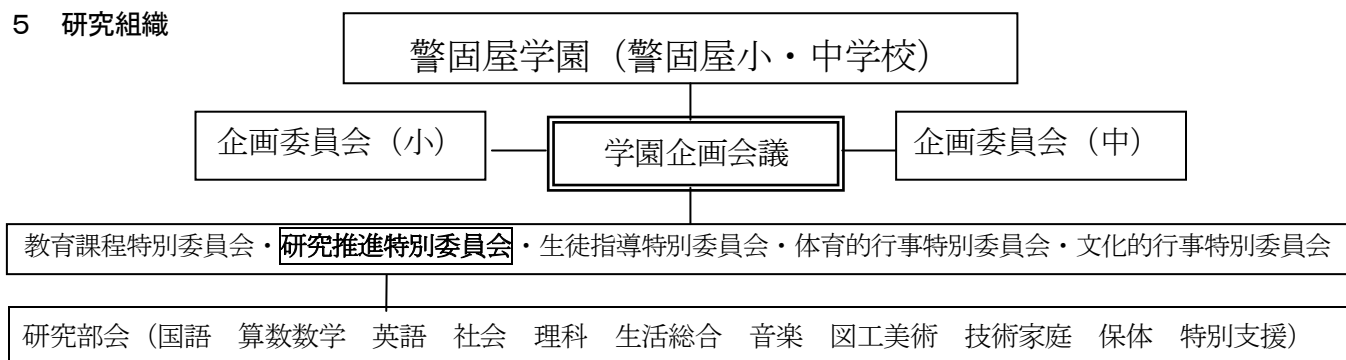 ５　研究組織
警固屋学園（警固屋小・中学校）
企画委員会（小）
学園企画会議
企画委員会（中）
教育課程特別委員会・研究推進特別委員会・生徒指導特別委員会・体育的行事特別委員会・文化的行事特別委員会
研究部会（国語　算数数学　英語　社会　理科　生活総合　音楽　図工美術　技術家庭　保体　特別支援）